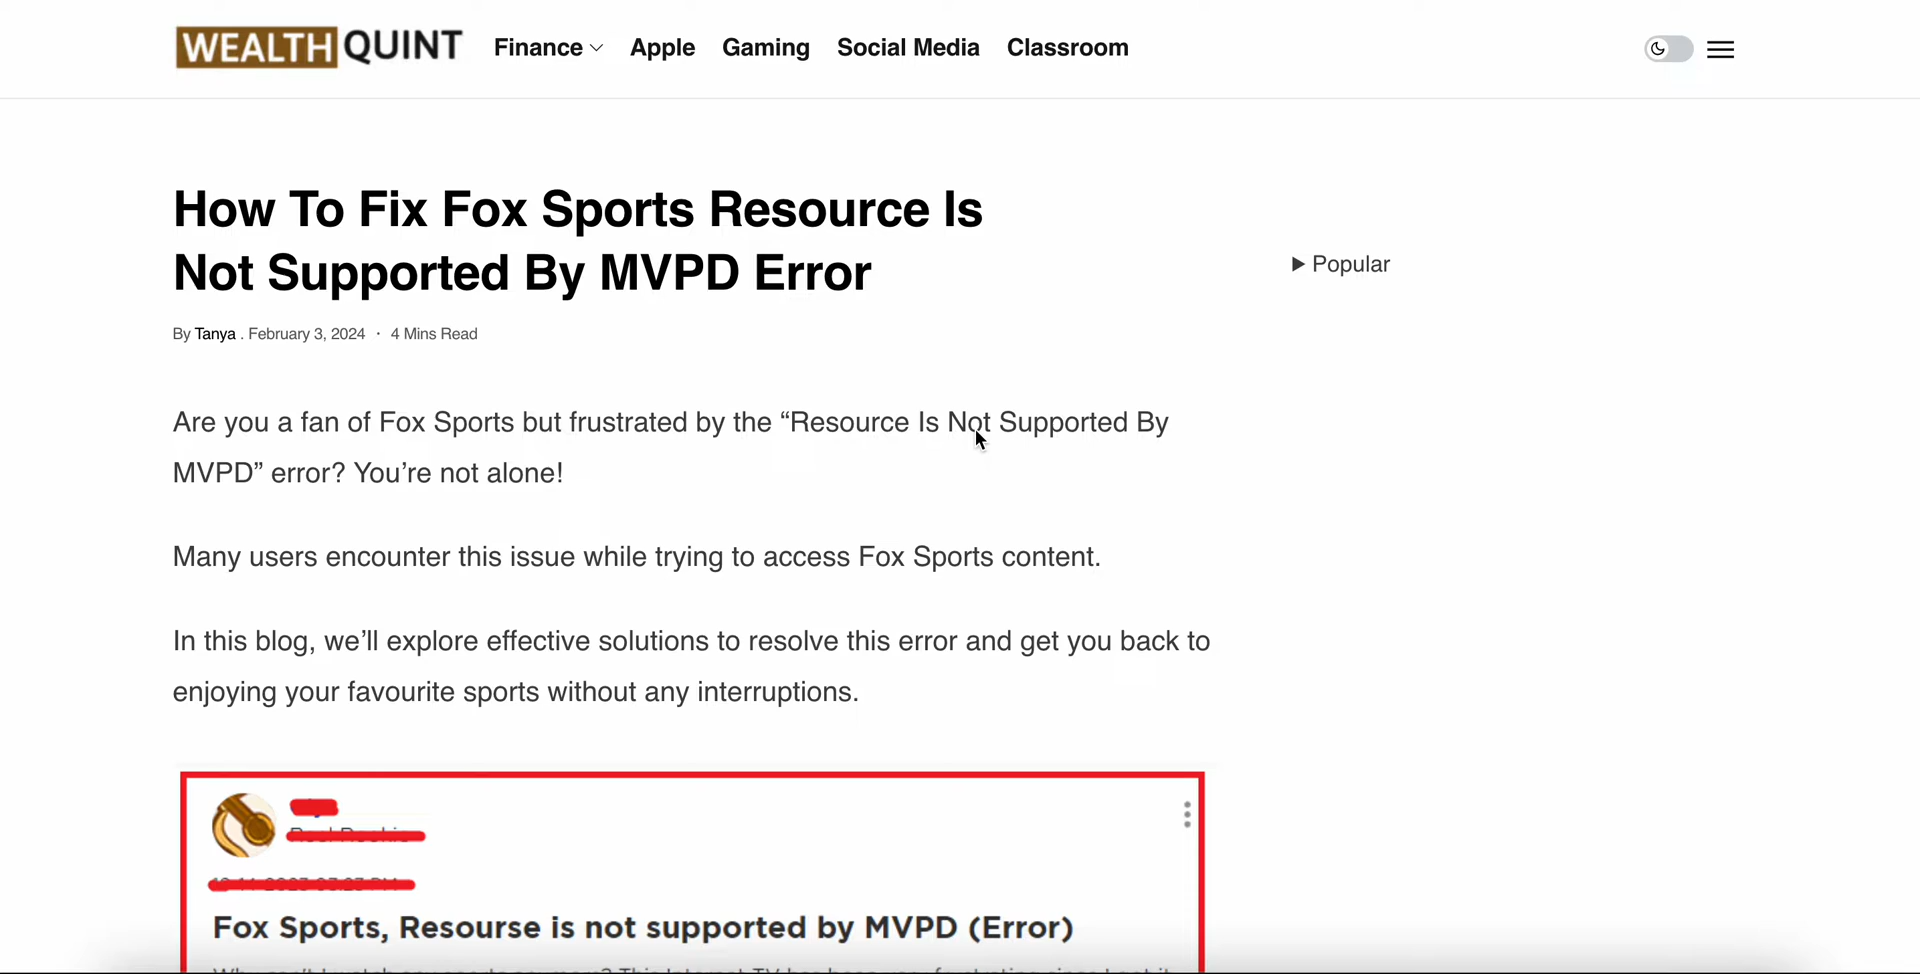 WEALTH QUINT Finance Apple Gaming Social Media Classroom
How To Fix Fox Sports Resource Is
Not Supported By MVPD Error
Popular
By Tanya . February 3, 2024 · 4 Mins Read
Are you a fan of Fox Sports but frustrated by the “Resource Is Not Supported By
MVPD” error? You’re not alone!
Many users encounter this issue while trying to access Fox Sports content.
In this blog, we’ll explore effective solutions to resolve this error and get you back to
enjoying your favourite sports without any interruptions.
Fox Sports, Resourse is not supported by MVPD (Error)